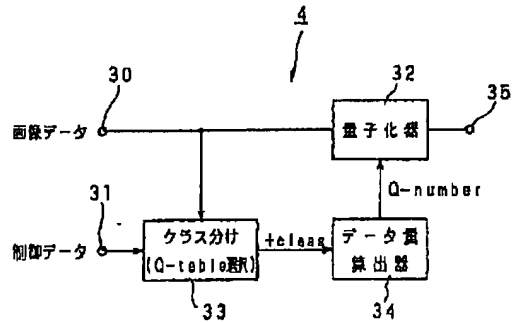 4
30
32
35
画像データ
量子化器
31
Q-number
制御データ
クラス分け
(Q-table選択)
+class
データ量
算出器
33
34